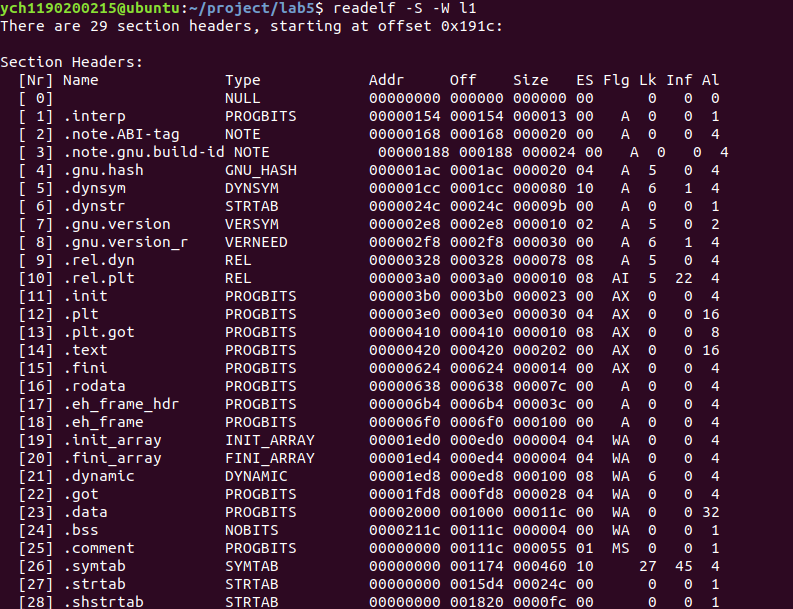 ych1190200215@ubuntu:~/project/lab5$ readelf -S -W l1
There are 29 section headers, starting at offset 0x191c:

Section Headers:
  [Nr] Name              Type            Addr     Off    Size   ES Flg Lk Inf Al
  [ 0]                   NULL            00000000 000000 000000 00      0   0  0
  [ 1] .interp           PROGBITS        00000154 000154 000013 00   A  0   0  1
  [ 2] .note.ABI-tag     NOTE            00000168 000168 000020 00   A  0   0  4
  [ 3] .note.gnu.build-id NOTE            00000188 000188 000024 00   A  0   0  4
  [ 4] .gnu.hash         GNU_HASH        000001ac 0001ac 000020 04   A  5   0  4
  [ 5] .dynsym           DYNSYM          000001cc 0001cc 000080 10   A  6   1  4
  [ 6] .dynstr           STRTAB          0000024c 00024c 00009b 00   A  0   0  1
  [ 7] .gnu.version      VERSYM          000002e8 0002e8 000010 02   A  5   0  2
  [ 8] .gnu.version_r    VERNEED         000002f8 0002f8 000030 00   A  6   1  4
  [ 9] .rel.dyn          REL             00000328 000328 000078 08   A  5   0  4
  [10] .rel.plt          REL             000003a0 0003a0 000010 08  AI  5  22  4
  [11] .init             PROGBITS        000003b0 0003b0 000023 00  AX  0   0  4
  [12] .plt              PROGBITS        000003e0 0003e0 000030 04  AX  0   0 16
  [13] .plt.got          PROGBITS        00000410 000410 000010 08  AX  0   0  8
  [14] .text             PROGBITS        00000420 000420 000202 00  AX  0   0 16
  [15] .fini             PROGBITS        00000624 000624 000014 00  AX  0   0  4
  [16] .rodata           PROGBITS        00000638 000638 00007c 00   A  0   0  4
  [17] .eh_frame_hdr     PROGBITS        000006b4 0006b4 00003c 00   A  0   0  4
  [18] .eh_frame         PROGBITS        000006f0 0006f0 000100 00   A  0   0  4
  [19] .init_array       INIT_ARRAY      00001ed0 000ed0 000004 04  WA  0   0  4
  [20] .fini_array       FINI_ARRAY      00001ed4 000ed4 000004 04  WA  0   0  4
  [21] .dynamic          DYNAMIC         00001ed8 000ed8 000100 08  WA  6   0  4
  [22] .got              PROGBITS        00001fd8 000fd8 000028 04  WA  0   0  4
  [23] .data             PROGBITS        00002000 001000 00011c 00  WA  0   0 32
  [24] .bss              NOBITS          0000211c 00111c 000004 00  WA  0   0  1
  [25] .comment          PROGBITS        00000000 00111c 000055 01  MS  0   0  1
  [26] .symtab           SYMTAB          00000000 001174 000460 10     27  45  4
  [27] .strtab           STRTAB          00000000 0015d4 00024c 00      0   0  1
  [28] .shstrtab         STRTAB          00000000 001820 0000fc 00      0   0  1